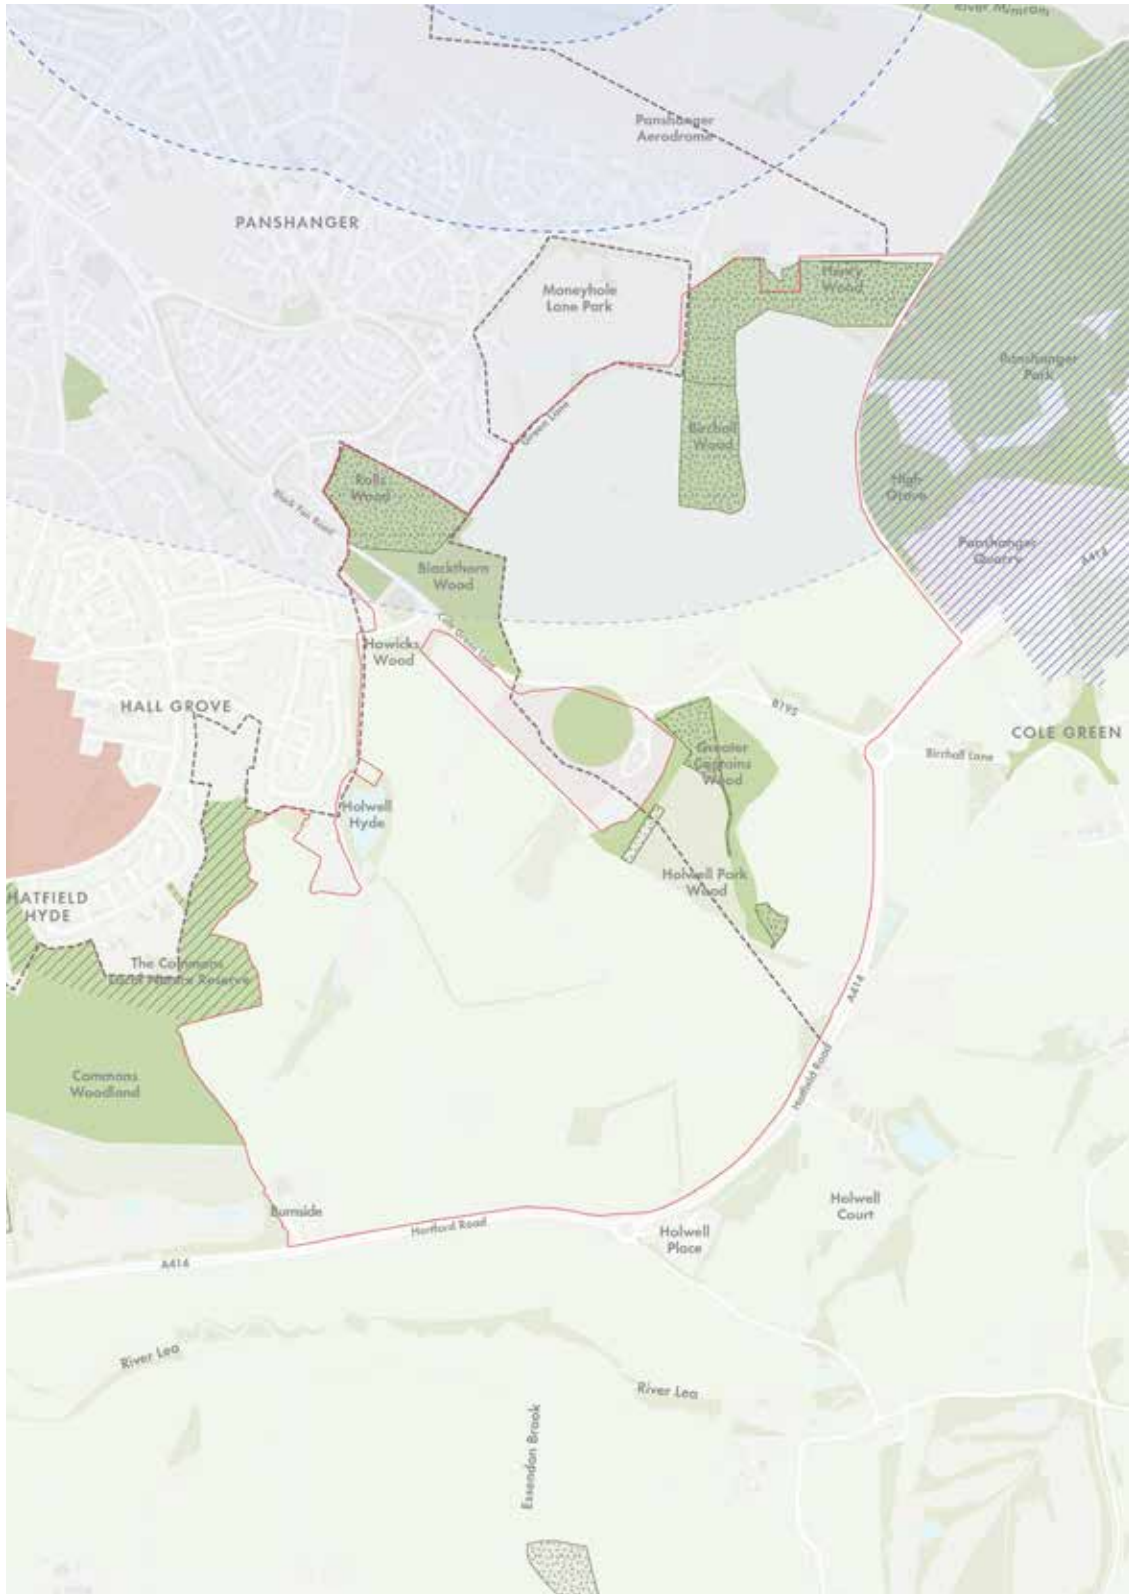 River Mimram
Panshanger
Aerodrome
PANSHANGER
Moneyhole
Lane Park
Henry
Wood
Panshanger
Park
Green Lane
Birchall
Wood
Rolls
Wood
High
Grove
Black Fan Road
Panshanger
Quarry
A414
Blackthorn
Wood
Cole Green Lane
Howicks
Wood
HALL GROVE
B195
COLE GREEN
Birchall Lane
Greater
Captains
Wood
Holwell
Hyde
Holwell Park
Wood
HATFIELD
HYDE
The Commons
Local Nature Reserve
A414
Commons
Woodland
Hatfield Road
Burnside
Holwell
Court
Hertford Road
Holwell
Place
A414
River Lea
River Lea
Essendon Brook